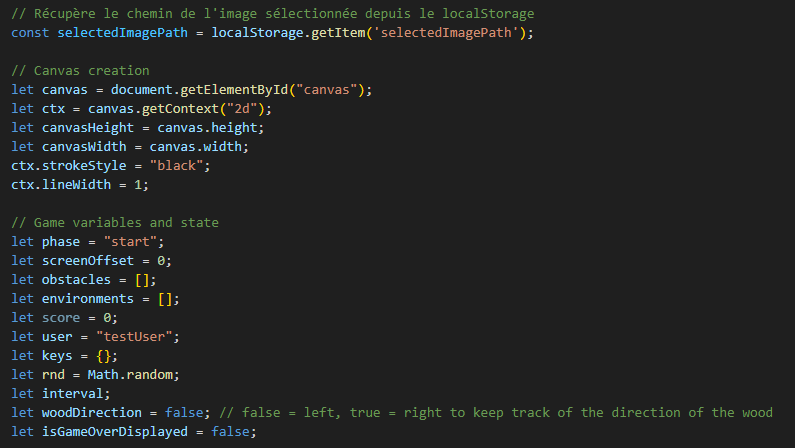 // Récupère le chemin de l'image sélectionnée depuis le localStorage
const selectedImagePath = localStorage.getItem('selectedImagePath');
// Canvas creation
let canvas = document.getElementById("canvas");
let ctx = canvas.getContext("2d");
let canvasHeight = canvas.height;
let canvasWidth = canvas.width;
ctx.strokeStyle = "black";
ctx.lineWidth = 1;
// Game variables and state
let phase = "start";
let screenOffset = 0;
let obstacles = [];
let environments = [];
let score = 0;
let user = "testUser";
let keys = {};
let rnd = Math.random;
let interval;
let woodDirection = false; // false = left, true = right to keep track of the direction of the wood
let isGameOverDisplayed = false;